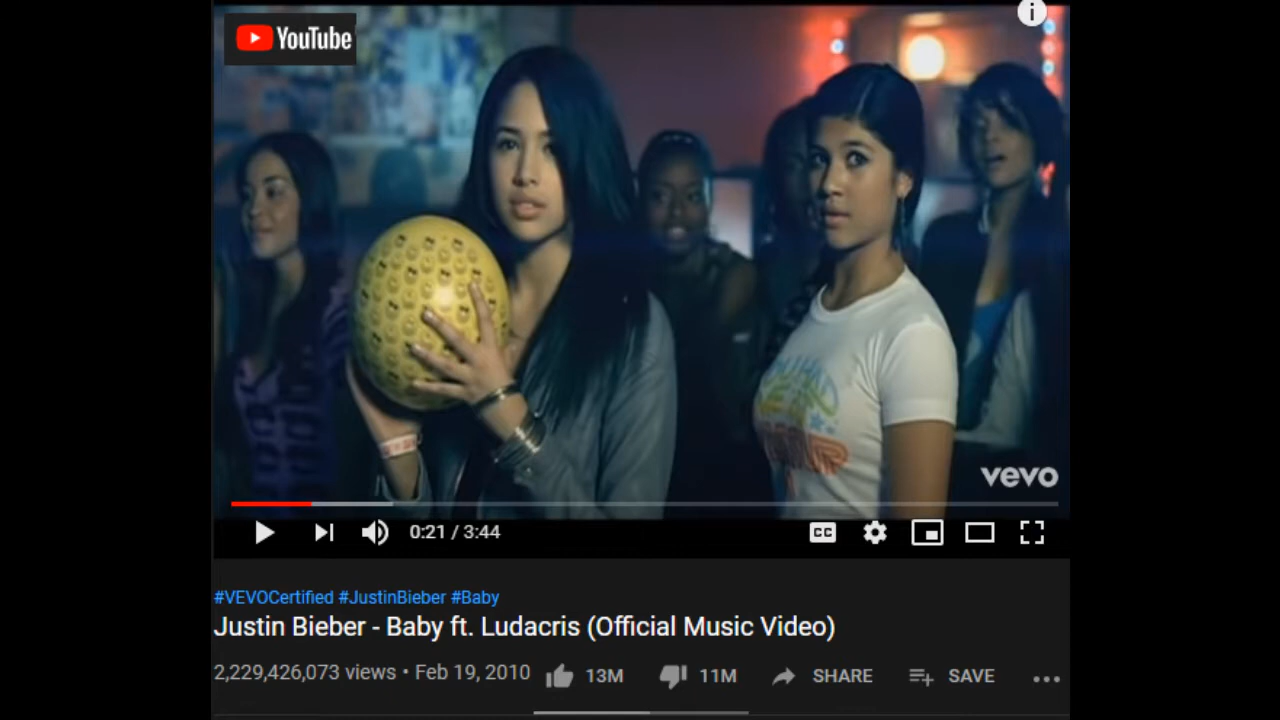 YouTube
vevo
0:21 / 3:44
CC
#VEVOCertified #JustinBieber #Baby
Justin Bieber - Baby ft. Ludacris (Official Music Video)
2,229,426,073 views • Feb 19, 2010 13M 11M SHARE SAVE